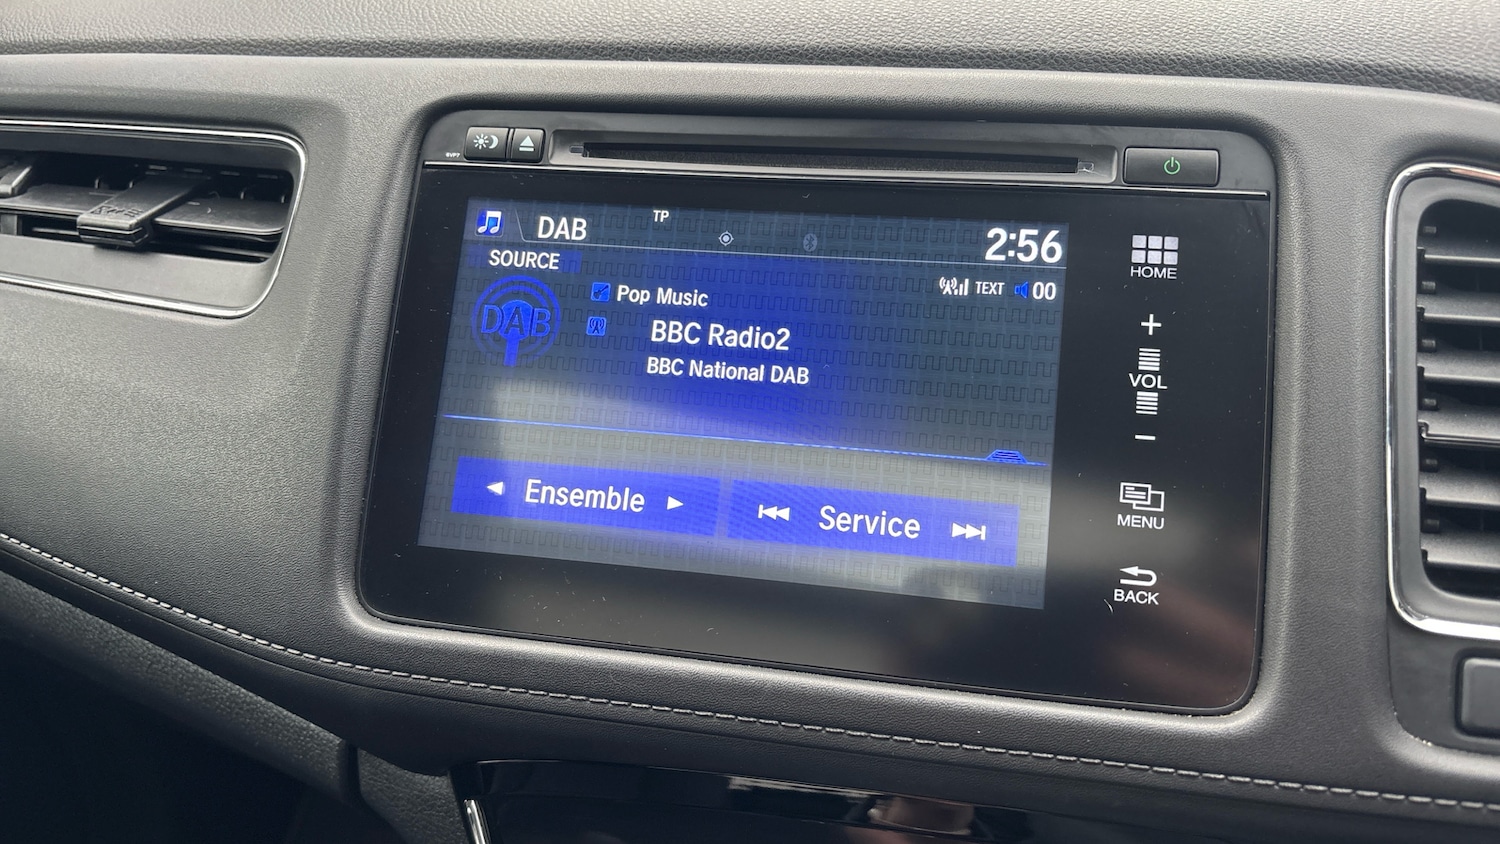 DAB
TP
2:56
SOURCE
TEXT 00
DAB
Pop Music
BBC Radio2
BBC National DAB
Ensemble
Service
HOME
+
VOL
−
MENU
BACK